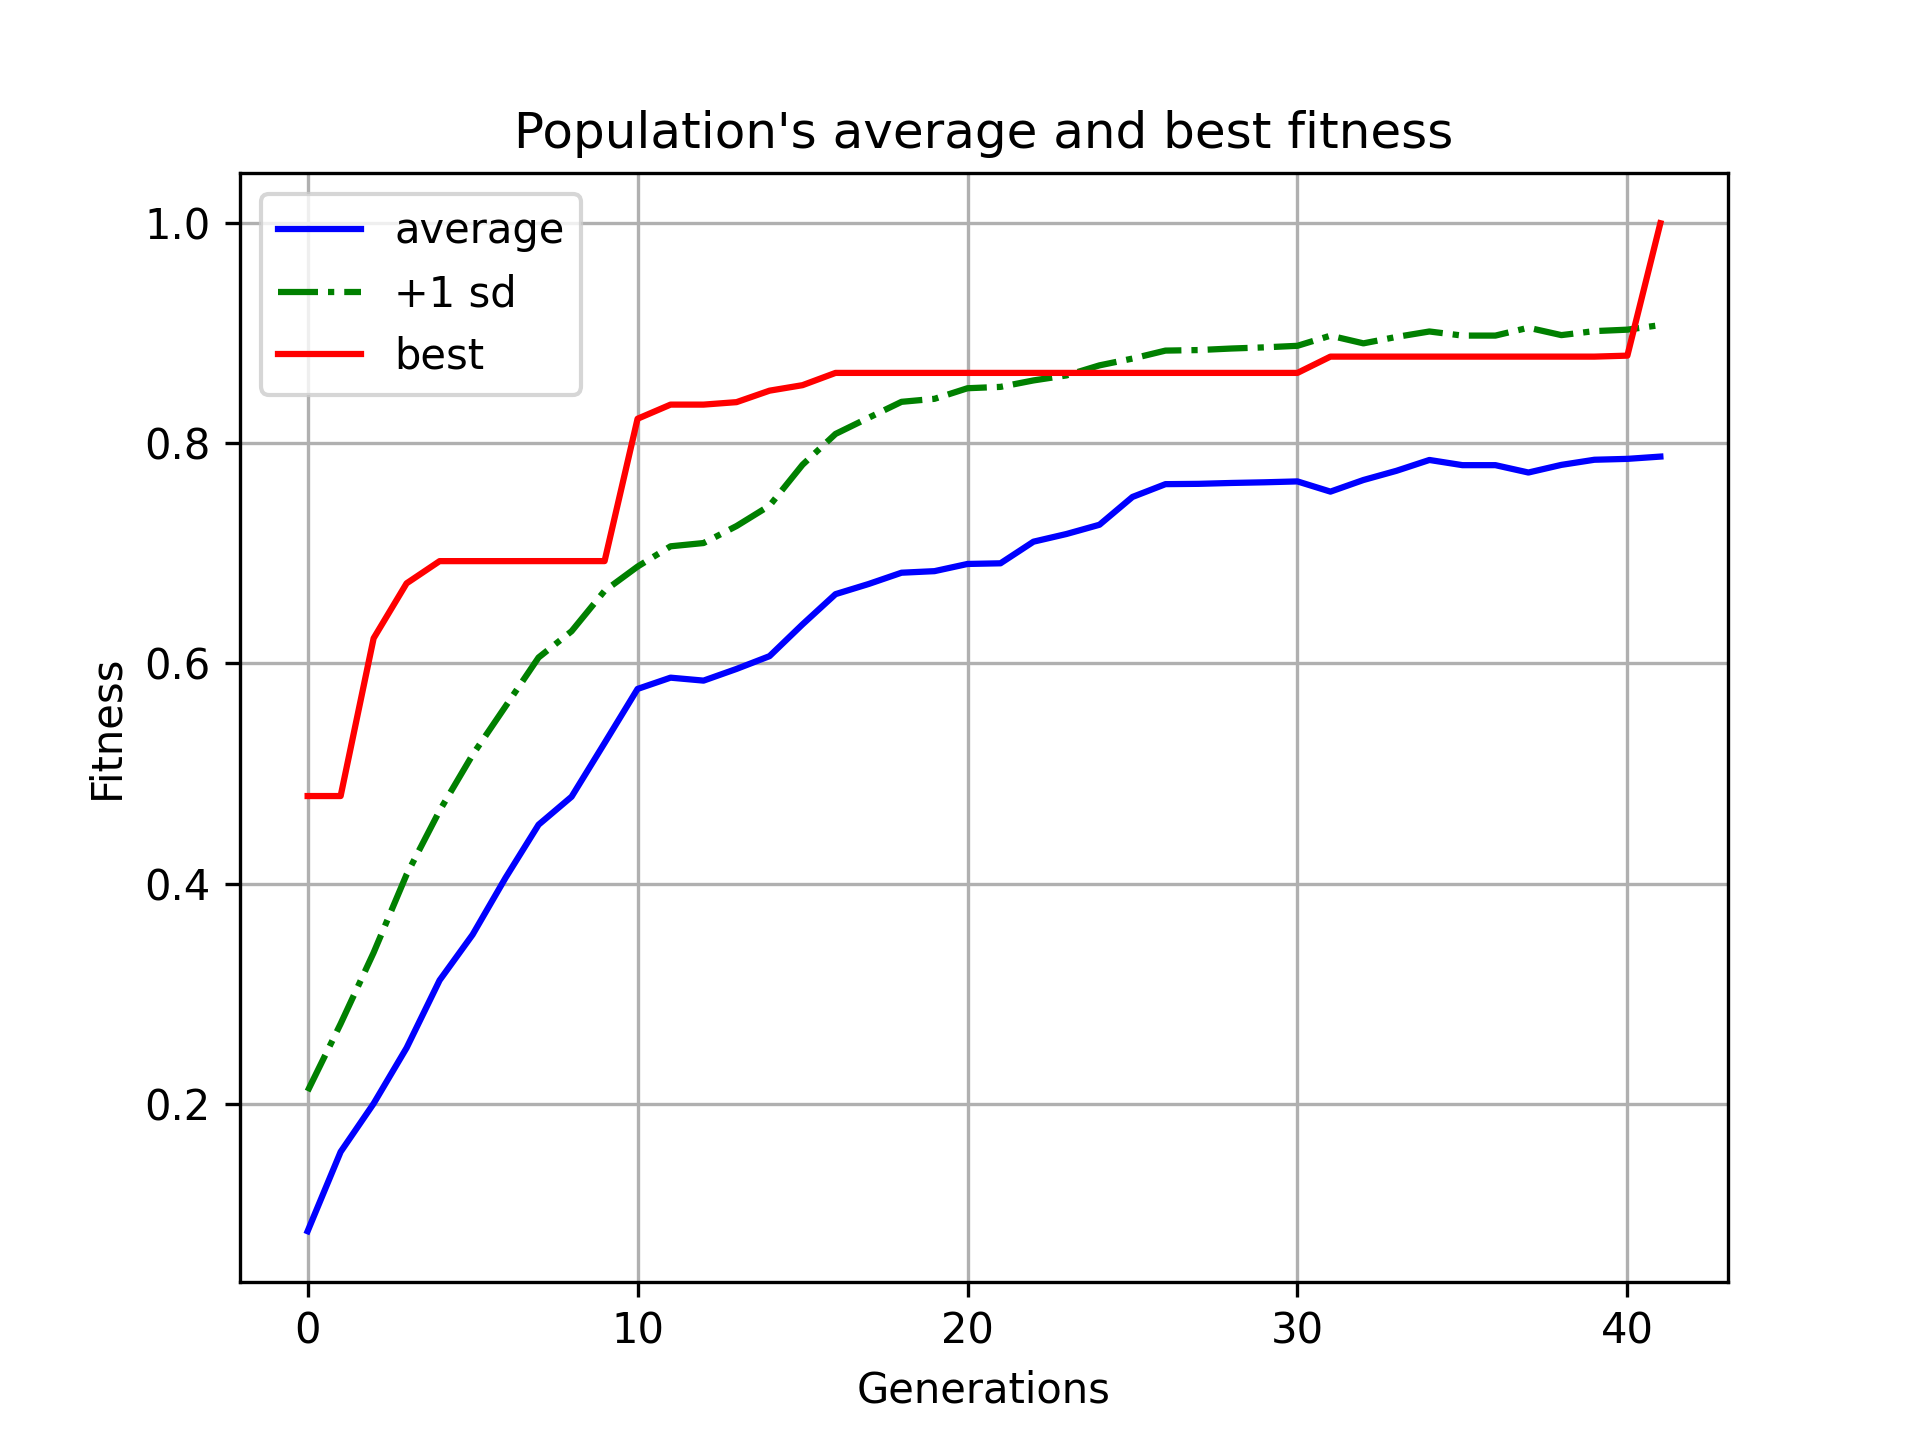 Population's average and best fitness
average
+1 sd
best
1.0
0.8
0.6
0.4
0.2
Fitness
0 10 20 30 40
Generations